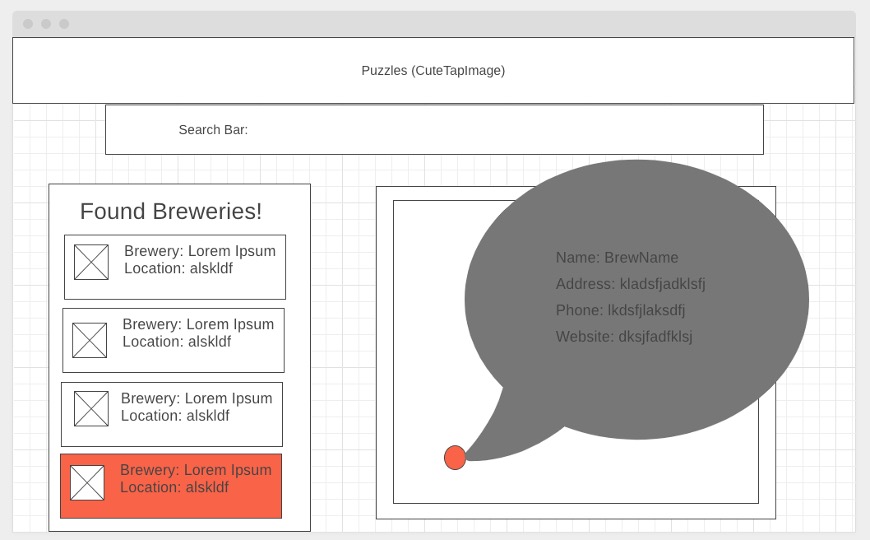 Puzzles (CuteTapImage)
Search Bar:
Found Breweries!
Brewery: Lorem Ipsum
Location: alskldf
Brewery: Lorem Ipsum
Location: alskldf
Brewery: Lorem Ipsum
Location: alskldf
Brewery: Lorem Ipsum
Location: alskldf
Name: BrewName
Address: kladsfjadklsfj
Phone: lkdsfjlaksdfj
Website: dksjfadfklsj